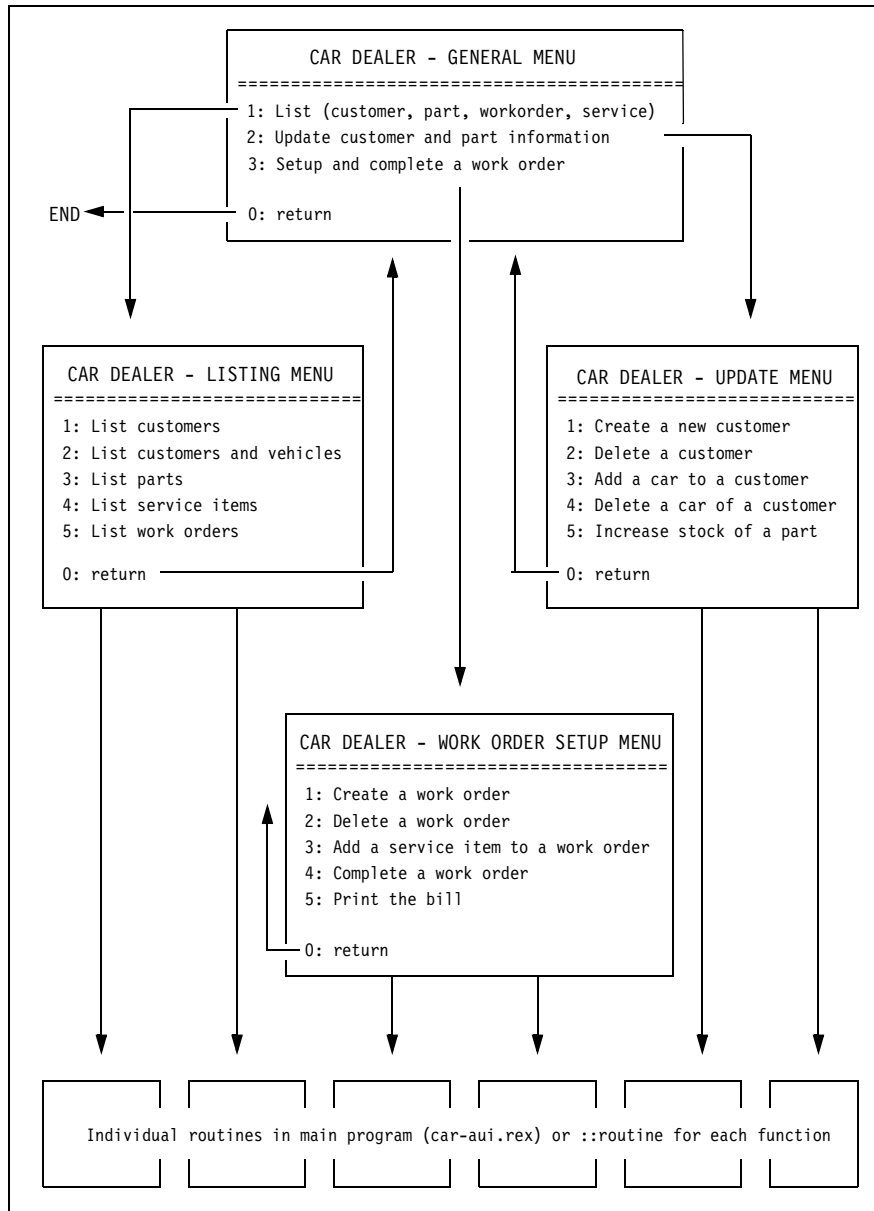 CAR DEALER - GENERAL MENU
==========================================
1: List (customer, part, workorder, service)
2: Update customer and part information
3: Setup and complete a work order
END
0: return
CAR DEALER - LISTING MENU
=============================
1: List customers
2: List customers and vehicles
3: List parts
4: List service items
5: List work orders
0: return
CAR DEALER - UPDATE MENU
============================
1: Create a new customer
2: Delete a customer
3: Add a car to a customer
4: Delete a car of a customer
5: Increase stock of a part
0: return
CAR DEALER - WORK ORDER SETUP MENU
===================================
1: Create a work order
2: Delete a work order
3: Add a service item to a work order
4: Complete a work order
5: Print the bill
0: return
Individual routines in main program (car-aui.rex) or ::routine for each function